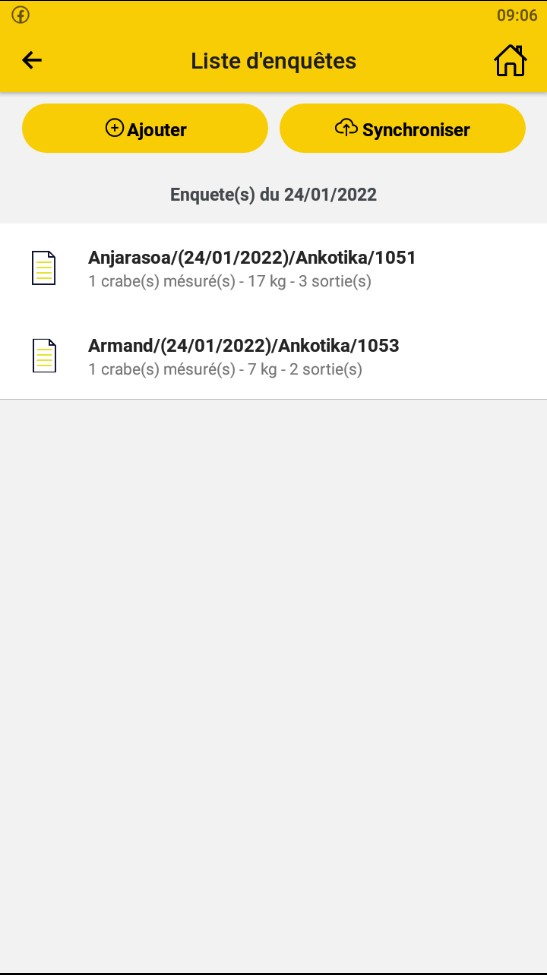 09:06
Liste d'enquêtes
Ajouter
Synchroniser
Enquete(s) du 24/01/2022
Anjarasoa/(24/01/2022)/Ankotika/1051
1 crabe(s) mésuré(s) - 17 kg - 3 sortie(s)
Armand/(24/01/2022)/Ankotika/1053
1 crabe(s) mésuré(s) - 7 kg - 2 sortie(s)